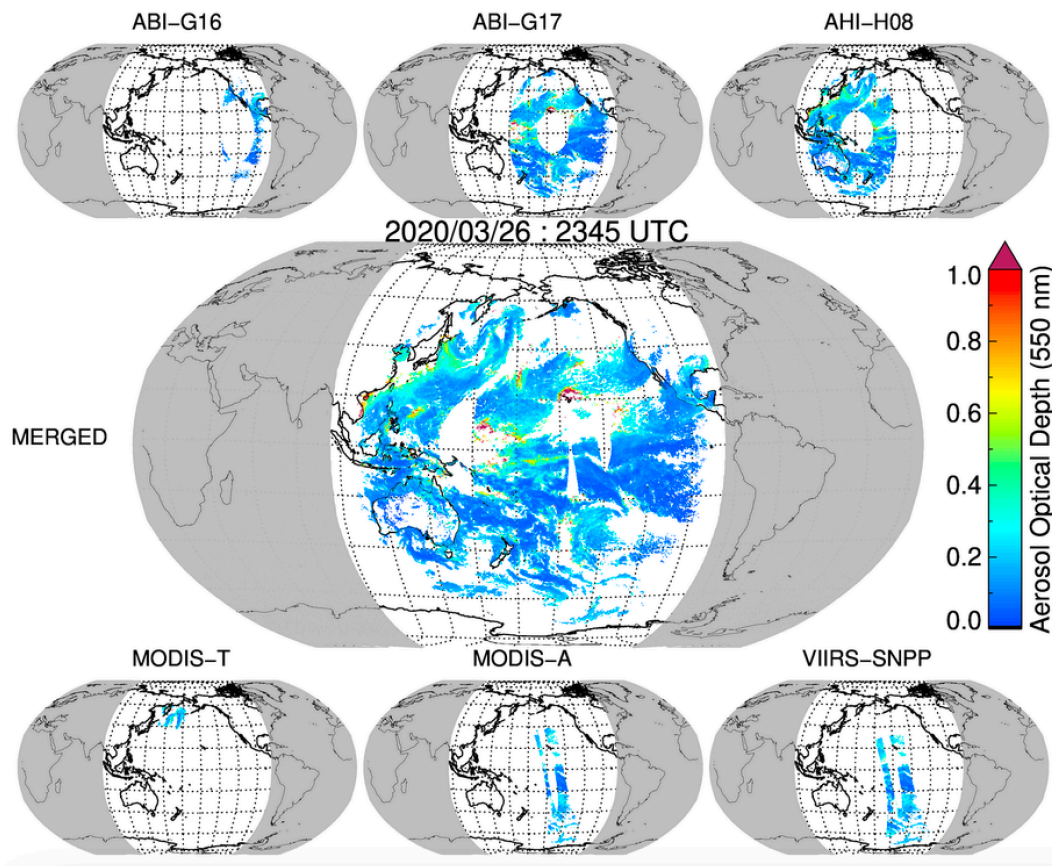 ABI-G16 ABI-G17 AHI-H08
2020/03/26 : 2345 UTC
MERGED
1.0
0.8
0.6
0.4
0.2
0.0
Aerosol Optical Depth (550 nm)
MODIS-T MODIS-A VIIRS-SNPP